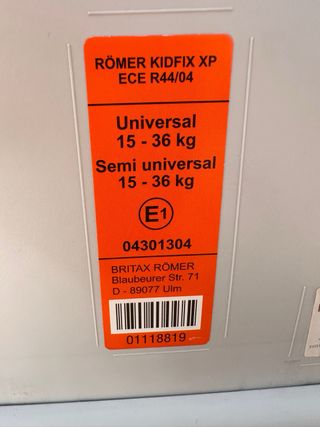 RÖMER KIDFIX XP
ECE R44/04
Universal
15 - 36 kg
Semi universal
15 - 36 kg
E1
04301304
BRITAX RÖMER
Blaubeurer Str. 71
D - 89077 Ulm
01118819